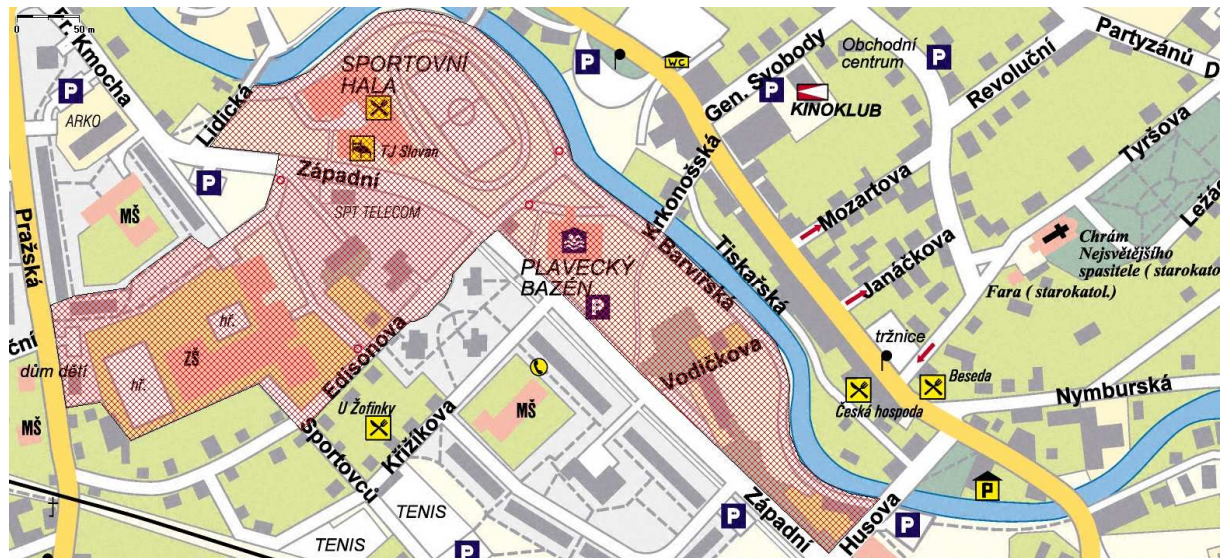 0 50 m
Fr. Kmocha
P
ARKO
Lidická
P
SPORTOVNÍ
HALA
TJ Slovan
Západní
SPT TELECOM
MŠ
Pražská
PLAVECKÝ
BAZÉN
P
hř.
hř.
ZŠ
dům dětí
ční
MŠ
Edisonova
U Žofinky
Sportovců
Křižíkova
MŠ
TENIS
TENIS
P
P
Západní
Husova
P
Vodičkova
Barvířská
Krkonošská
Tiskařská
P
WC
Gen. Svobody
P
KINOKLUB
Obchodní
centrum
P
Revoluční
Partyzánů
D
Tyršova
Mozartova
Janáčkova
Chrám
Nejsvětějšího
spasitele ( starokato
Fara ( starokatol.)
Ležá
tržnice
Beseda
Česká hospoda
Nymburská
P